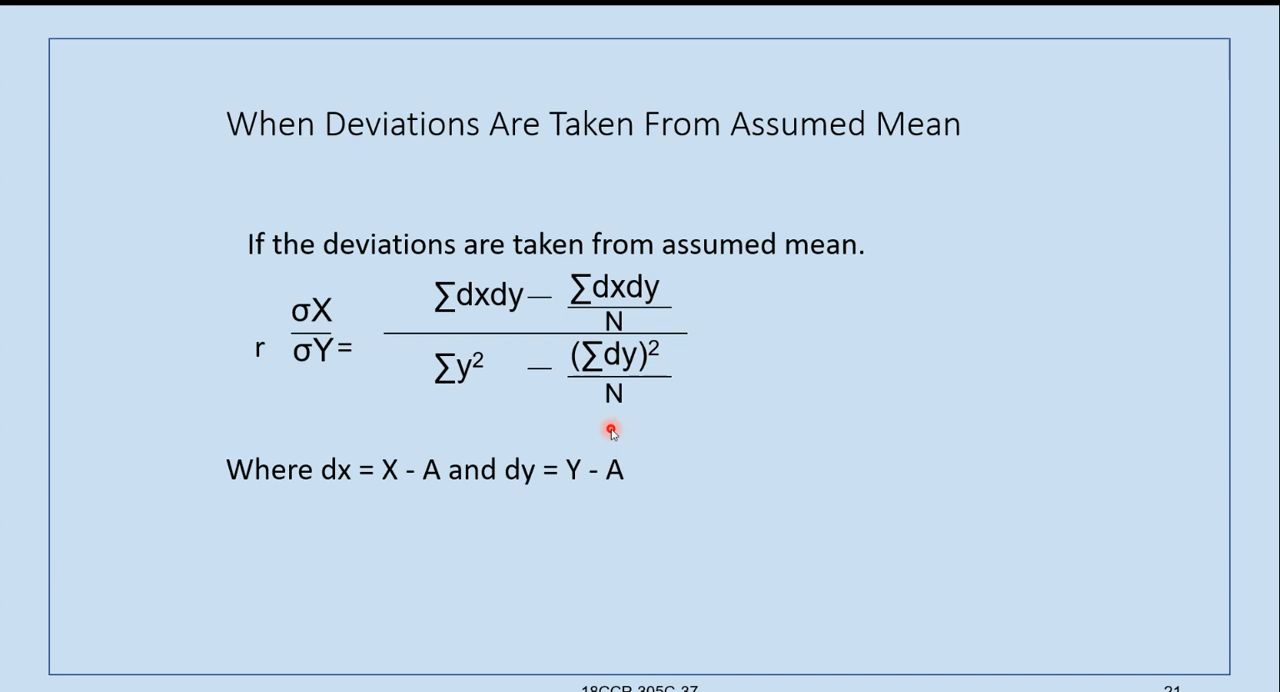 When Deviations Are Taken From Assumed Mean
If the deviations are taken from assumed mean.
r σX/σY = (∑dxdy — ∑dxdy/N) / (∑y² — (∑dy)²/N)
Where dx = X - A and dy = Y - A